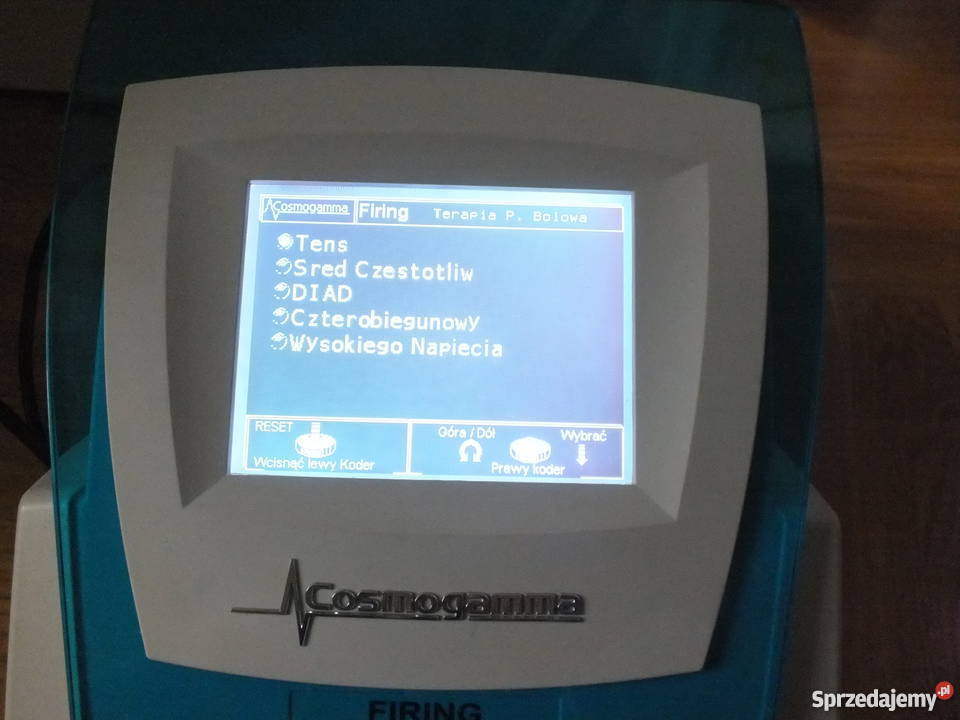 Cosmogamma Firing Terapia P. Bolowa
Tens
Sred Czestotliw
DIAD
Czterobiegunowy
Wysokiego Napiecia
RESET
Wcisnąć lewy Koder
Góra / Dół
Wybrać
Prawy koder
Cosmogamma
FIRING
Sprzedajemy.pl